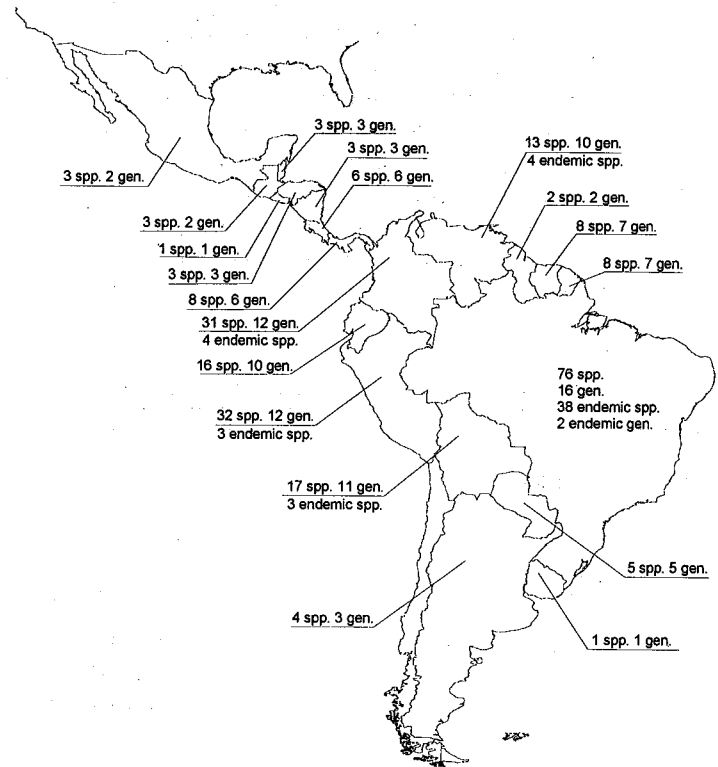 3 spp. 3 gen.
3 spp. 3 gen.
13 spp. 10 gen.
4 endemic spp.
3 spp. 2 gen.
6 spp. 6 gen.
2 spp. 2 gen.
3 spp. 2 gen.
8 spp. 7 gen.
1 spp. 1 gen.
8 spp. 7 gen.
3 spp. 3 gen.
8 spp. 6 gen.
31 spp. 12 gen.
4 endemic spp.
16 spp. 10 gen.
76 spp.
16 gen.
38 endemic spp.
2 endemic gen.
32 spp. 12 gen.
3 endemic spp.
17 spp. 11 gen.
3 endemic spp.
5 spp. 5 gen.
4 spp. 3 gen.
1 spp. 1 gen.